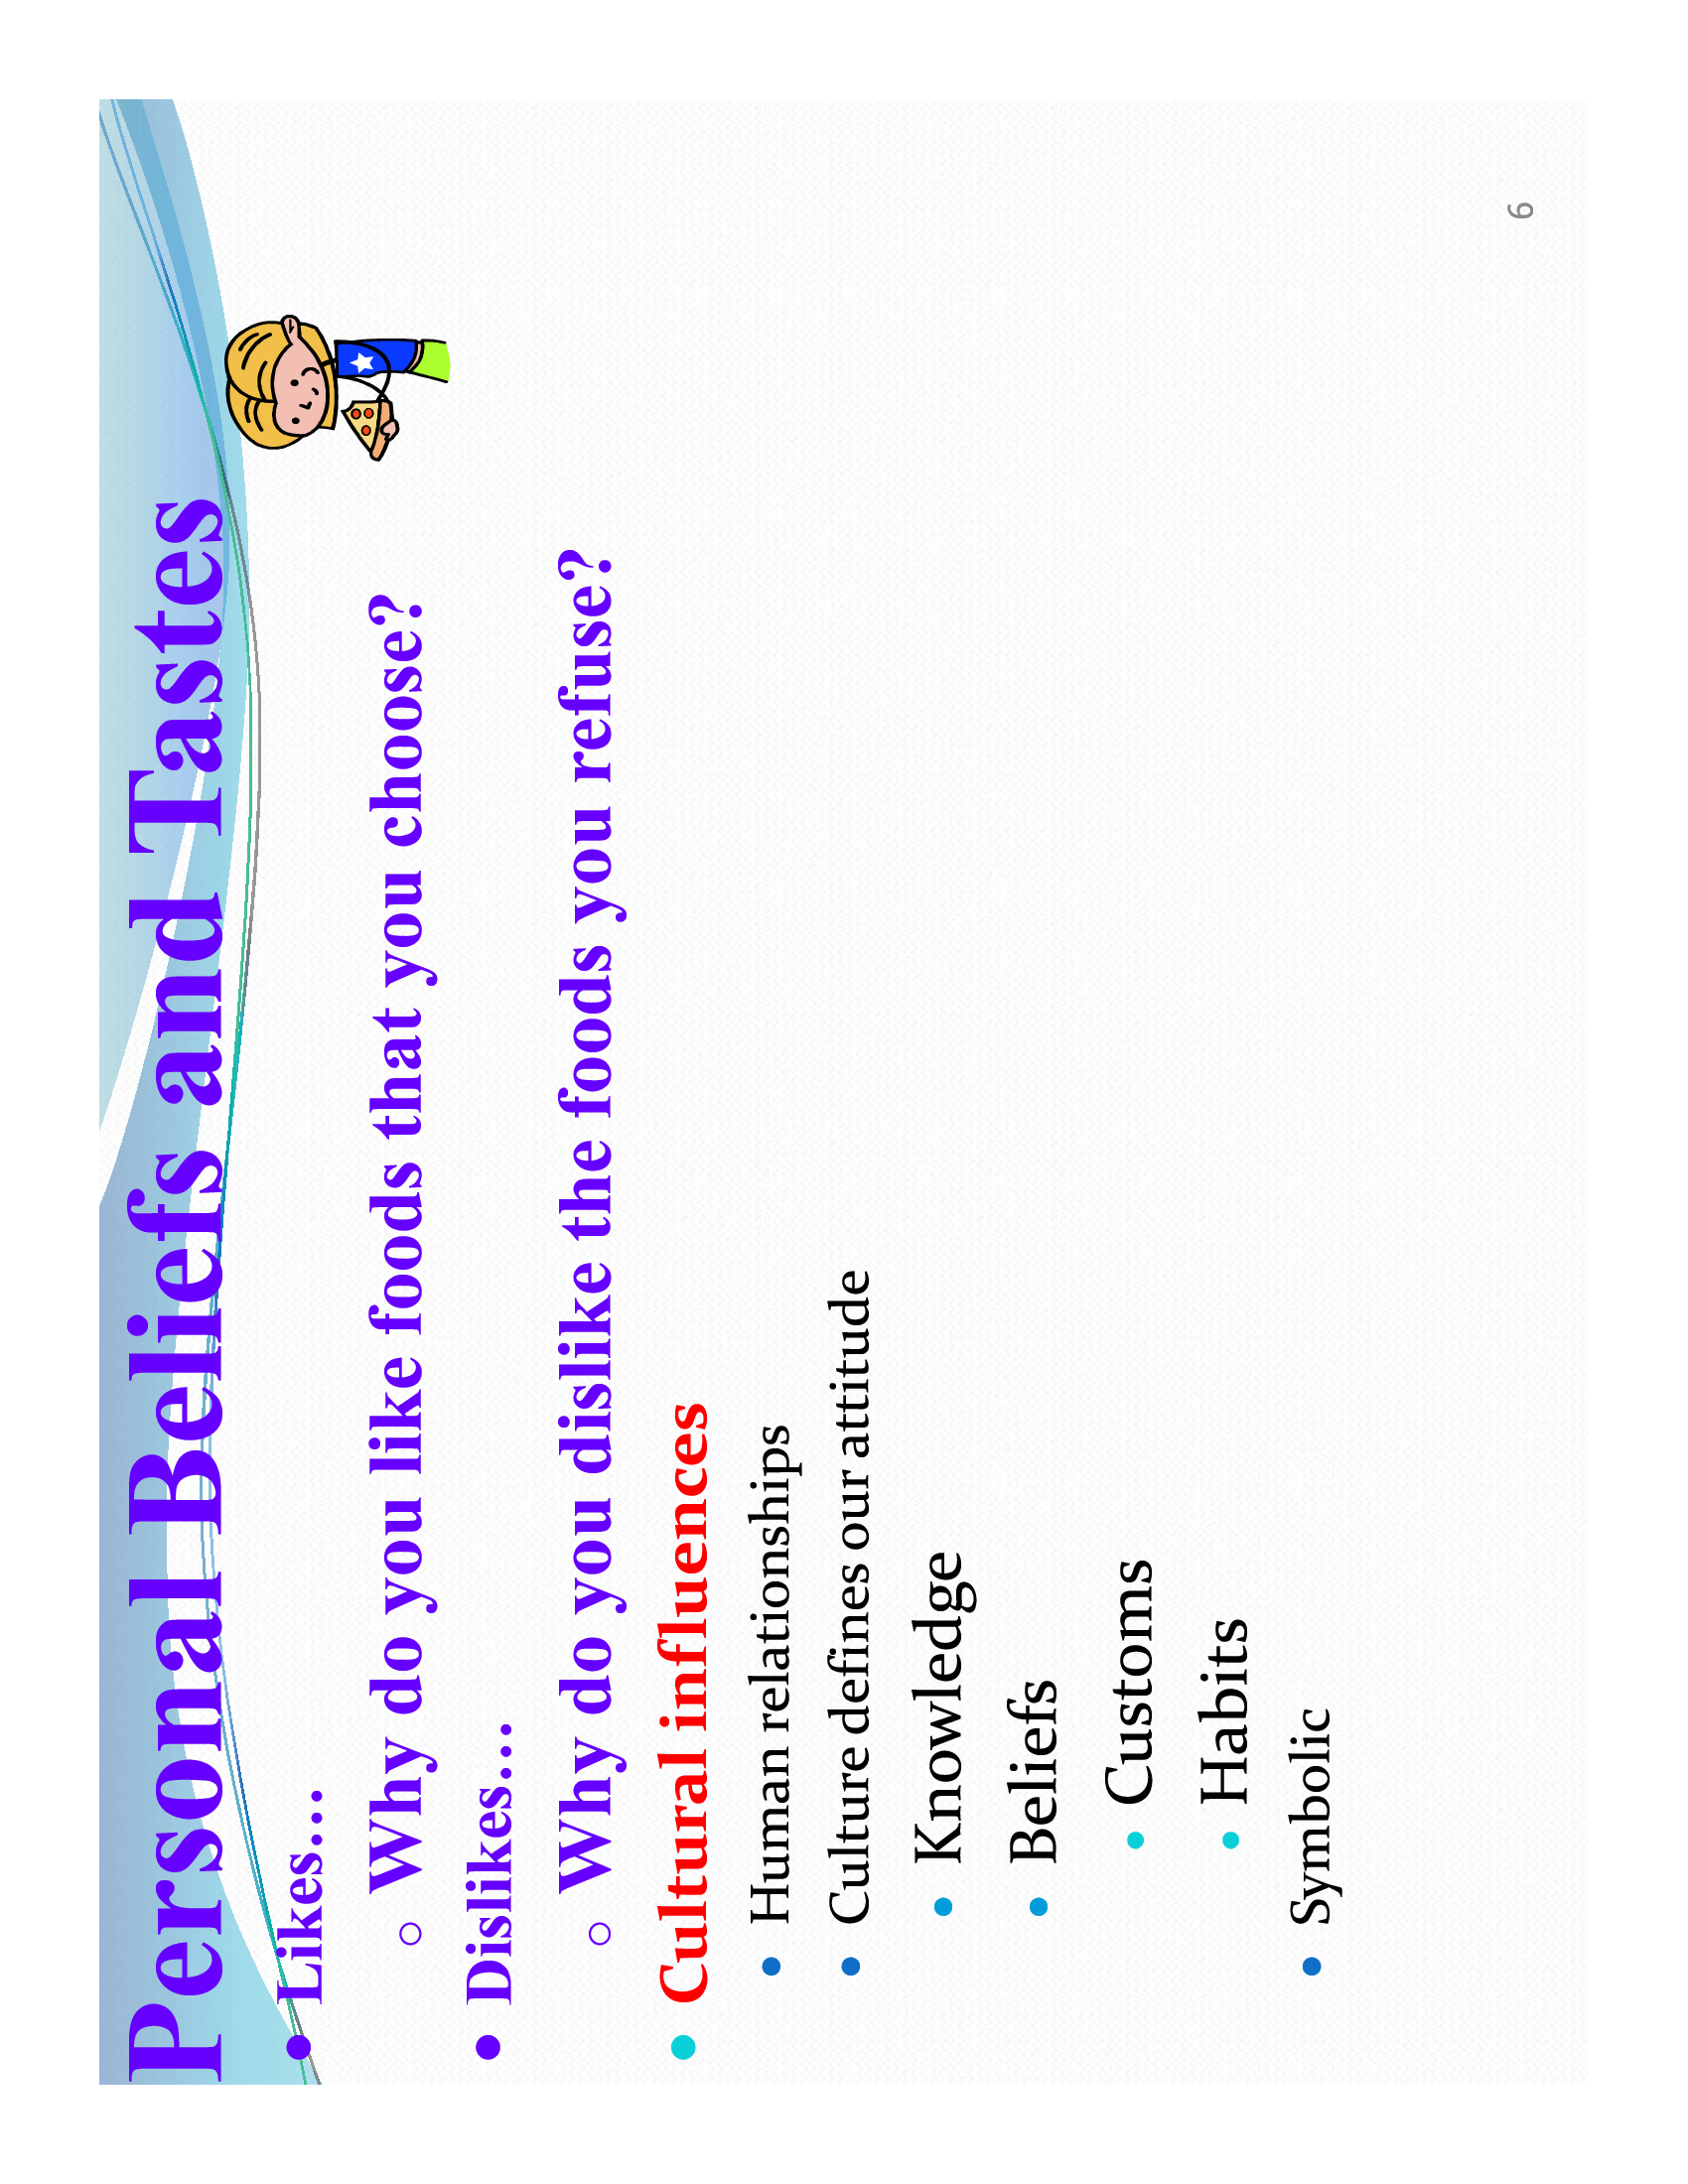 Personal Beliefs and Tastes
• Likes…
○ Why do you like foods that you choose?
• Dislikes…
○ Why do you dislike the foods you refuse?
• Cultural influences
• Human relationships
• Culture defines our attitude
• Knowledge
• Beliefs
• Customs
• Habits
• Symbolic
6